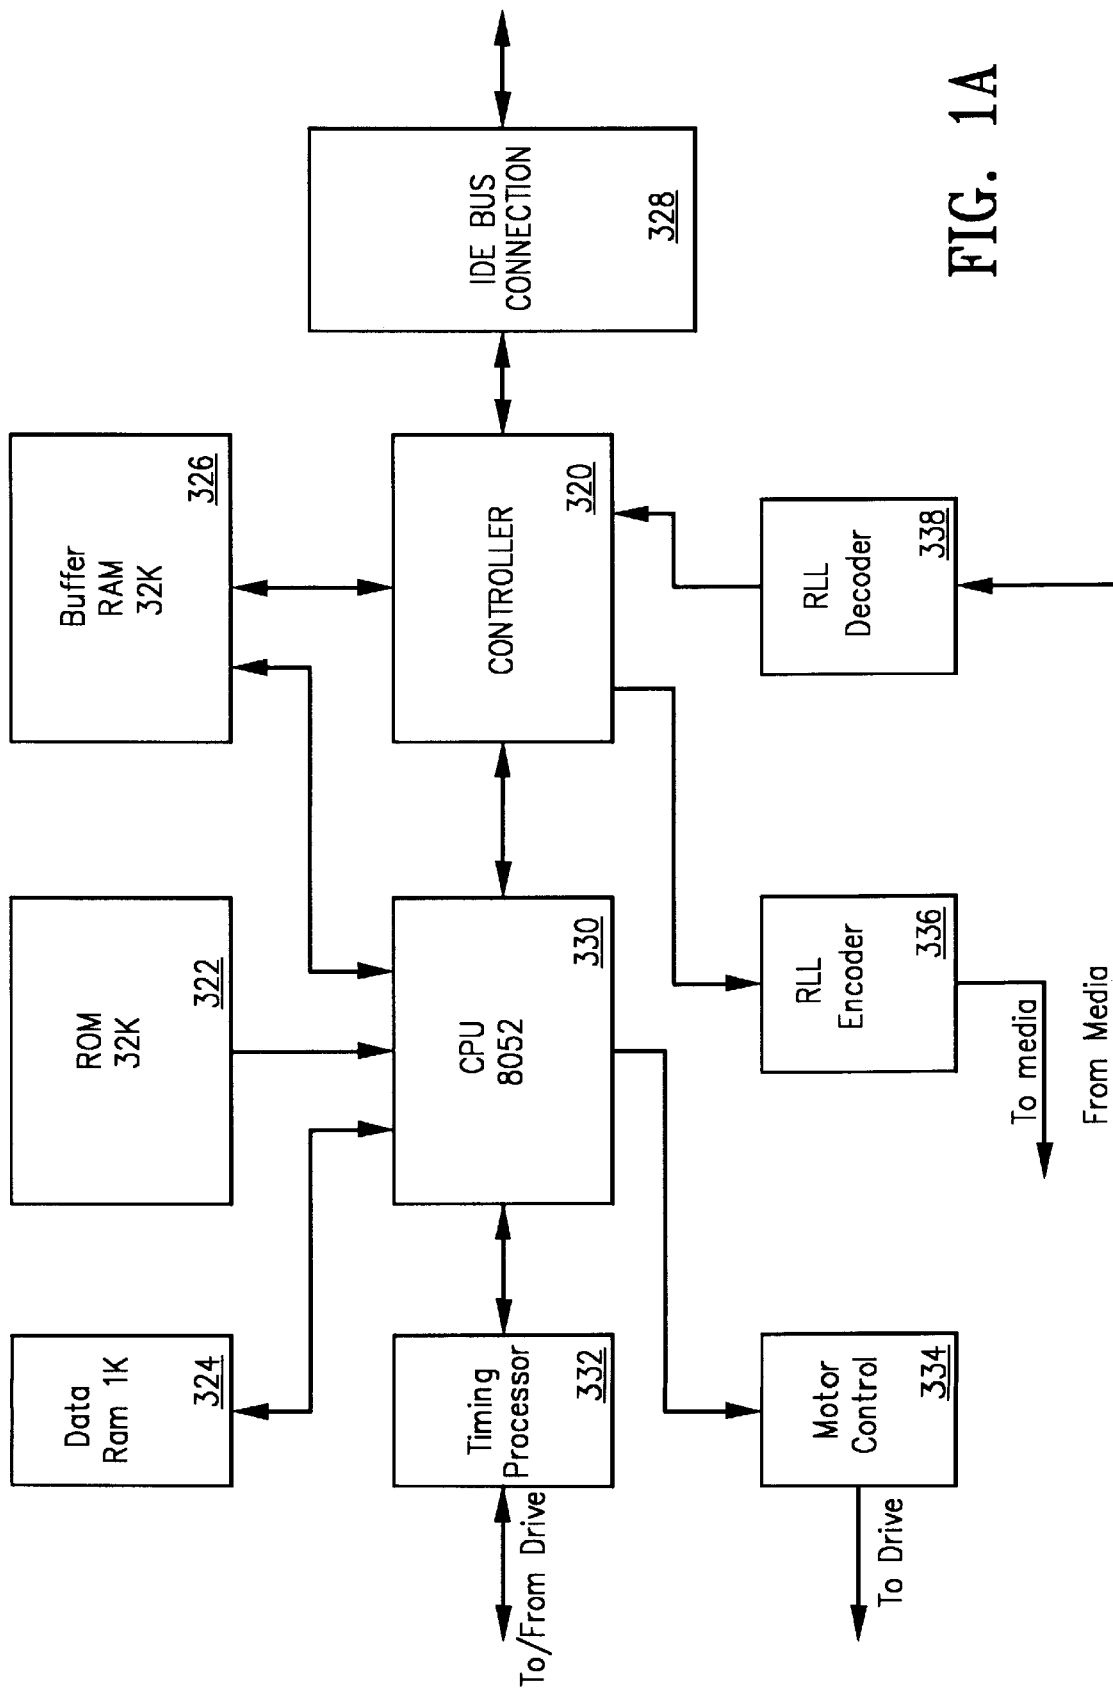 Data
Ram 1K
324
ROM
32K
322
Buffer
RAM
32K
326
To/From Drive
Timing
Processor
332
CPU
8052
330
CONTROLLER
320
IDE BUS
CONNECTION
328
To Drive
Motor
Control
334
RLL
Encoder
336
RLL
Decoder
338
To media
From Media
FIG. 1A